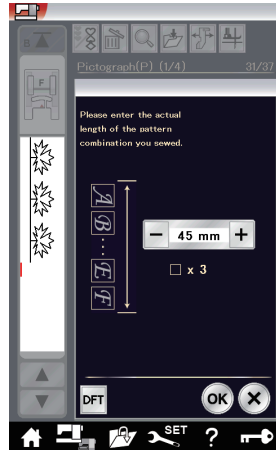 B
F
Pictograph(P) (1/4) 31/37
Please enter the actual
length of the pattern
combination you sewed.
A
B
E
F
− 45 mm +
x 3
DFT OK X
SET ?